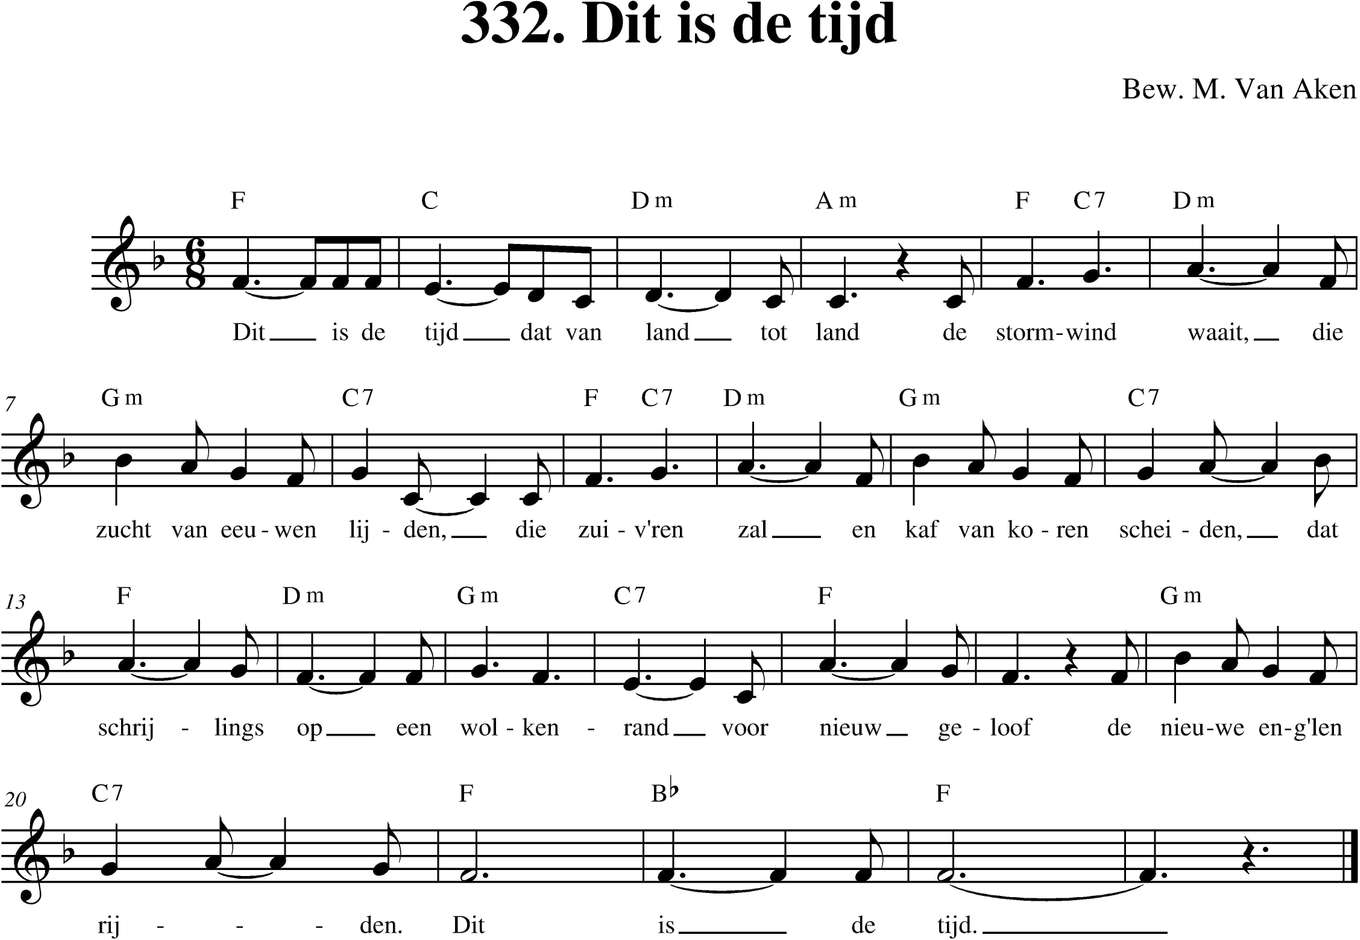 332. Dit is de tijd
Bew. M. Van Aken
F C Dm Am F C7 Dm
6
8
Dit is de tijd dat van land tot land de storm-wind waait, die
7
Gm C7 F C7 Dm Gm C7
zucht van eeu-wen lij-den, die zui-v'ren zal en kaf van ko-ren schei-den, dat
13
F Dm Gm C7 F Gm
schrij-lings op een wol-ken-rand voor nieuw ge-loof de nieu-we en-g'len
20
C7 F B♭ F
rij---den. Dit is de tijd.